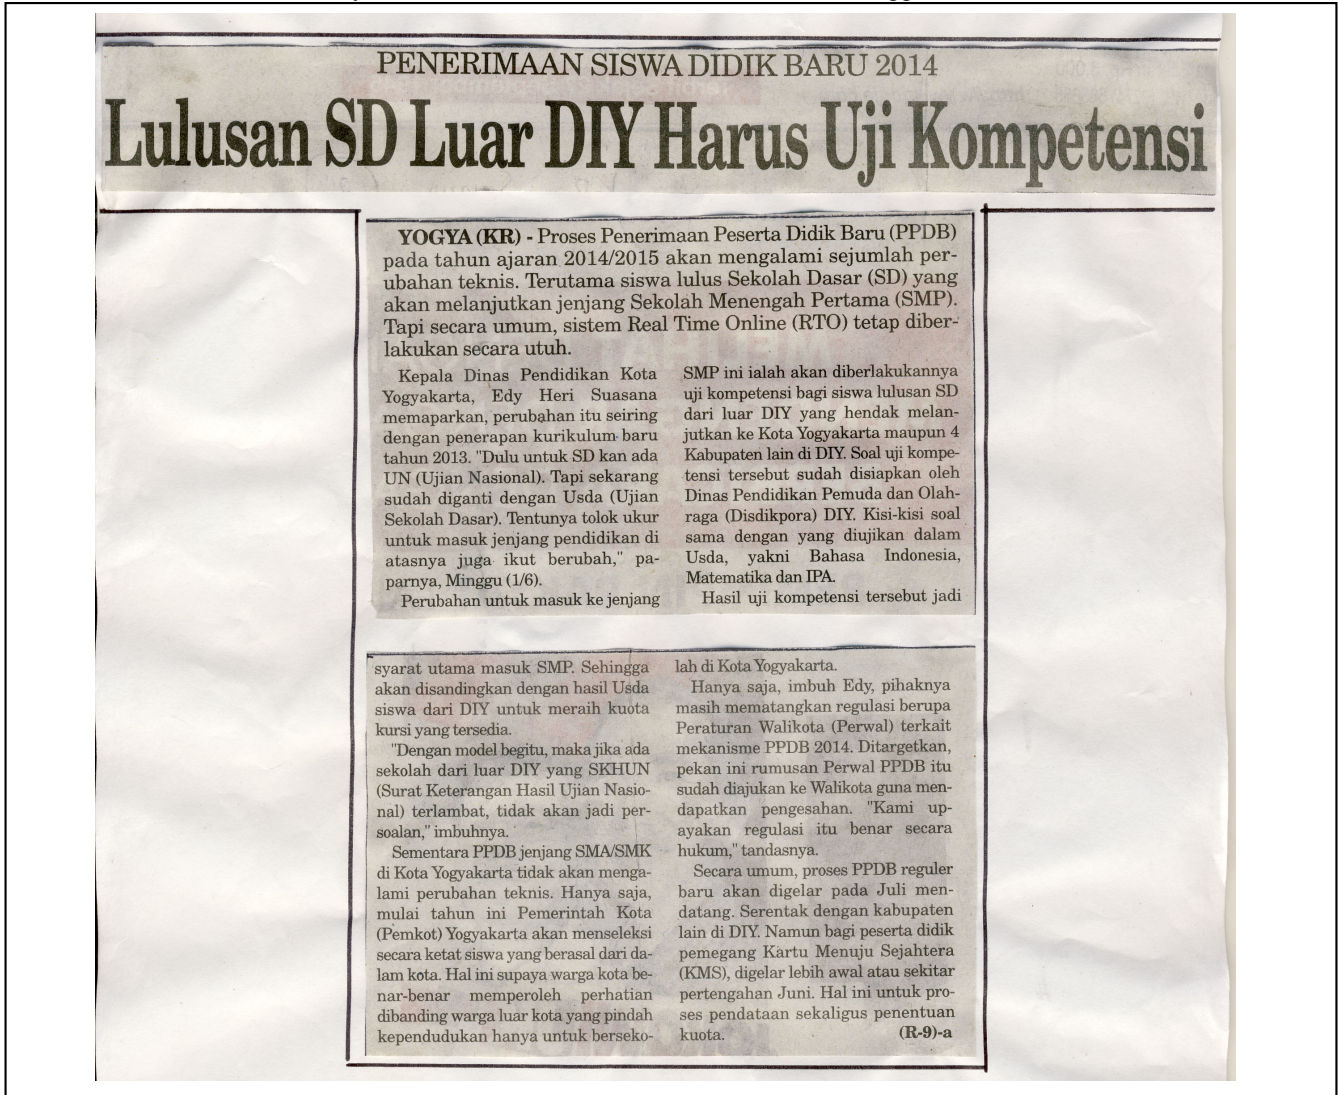 PENERIMAAN SISWA DIDIK BARU 2014
Lulusan SD Luar DIY Harus Uji Kompetensi
YOGYA (KR) - Proses Penerimaan Peserta Didik Baru (PPDB)
pada tahun ajaran 2014/2015 akan mengalami sejumlah per-
ubahan teknis. Terutama siswa lulus Sekolah Dasar (SD) yang
akan melanjutkan jenjang Sekolah Menengah Pertama (SMP).
Tapi secara umum, sistem Real Time Online (RTO) tetap diber-
lakukan secara utuh.
Kepala Dinas Pendidikan Kota
Yogyakarta, Edy Heri Suasana
memaparkan, perubahan itu seiring
dengan penerapan kurikulum baru
tahun 2013. "Dulu untuk SD kan ada
UN (Ujian Nasional). Tapi sekarang
sudah diganti dengan Usda (Ujian
Sekolah Dasar). Tentunya tolok ukur
untuk masuk jenjang pendidikan di
atasnya juga ikut berubah," pa-
parnya, Minggu (1/6).
Perubahan untuk masuk ke jenjang
SMP ini ialah akan diberlakukannya
uji kompetensi bagi siswa lulusan SD
dari luar DIY yang hendak melan-
jutkan ke Kota Yogyakarta maupun 4
Kabupaten lain di DIY. Soal uji kompe-
tensi tersebut sudah disiapkan oleh
Dinas Pendidikan Pemuda dan Olah-
raga (Disdikpora) DIY. Kisi-kisi soal
sama dengan yang diujikan dalam
Usda, yakni Bahasa Indonesia,
Matematika dan IPA.
Hasil uji kompetensi tersebut jadi
syarat utama masuk SMP. Sehingga
akan disandingkan dengan hasil Usda
siswa dari DIY untuk meraih kuota
kursi yang tersedia.
"Dengan model begitu, maka jika ada
sekolah dari luar DIY yang SKHUN
(Surat Keterangan Hasil Ujian Nasio-
nal) terlambat, tidak akan jadi per-
soalan," imbuhnya.
Sementara PPDB jenjang SMA/SMK
di Kota Yogyakarta tidak akan menga-
lami perubahan teknis. Hanya saja,
mulai tahun ini Pemerintah Kota
(Pemkot) Yogyakarta akan menseleksi
secara ketat siswa yang berasal dari da-
lam kota. Hal ini supaya warga kota be-
nar-benar memperoleh perhatian
dibanding warga luar kota yang pindah
kependudukan hanya untuk berseko-
lah di Kota Yogyakarta.
Hanya saja, imbuh Edy, pihaknya
masih mematangkan regulasi berupa
Peraturan Walikota (Perwal) terkait
mekanisme PPDB 2014. Ditargetkan,
pekan ini rumusan Perwal PPDB itu
sudah diajukan ke Walikota guna men-
dapatkan pengesahan. "Kami up-
ayakan regulasi itu benar secara
hukum," tandasnya.
Secara umum, proses PPDB reguler
baru akan digelar pada Juli men-
datang. Serentak dengan kabupaten
lain di DIY. Namun bagi peserta didik
pemegang Kartu Menuju Sejahtera
(KMS), digelar lebih awal atau sekitar
pertengahan Juni. Hal ini untuk pro-
ses pendataan sekaligus penentuan
kuota. (R-9)-a